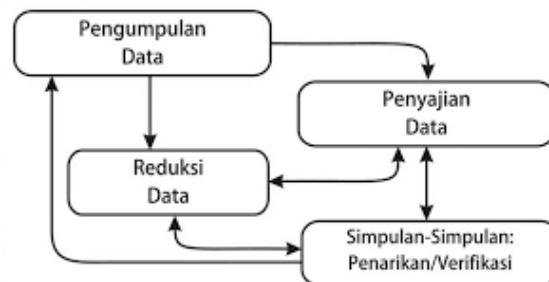 Pengumpulan
Data
Penyajian
Data
Reduksi
Data
Simpulan-Simpulan:
Penarikan/Verifikasi